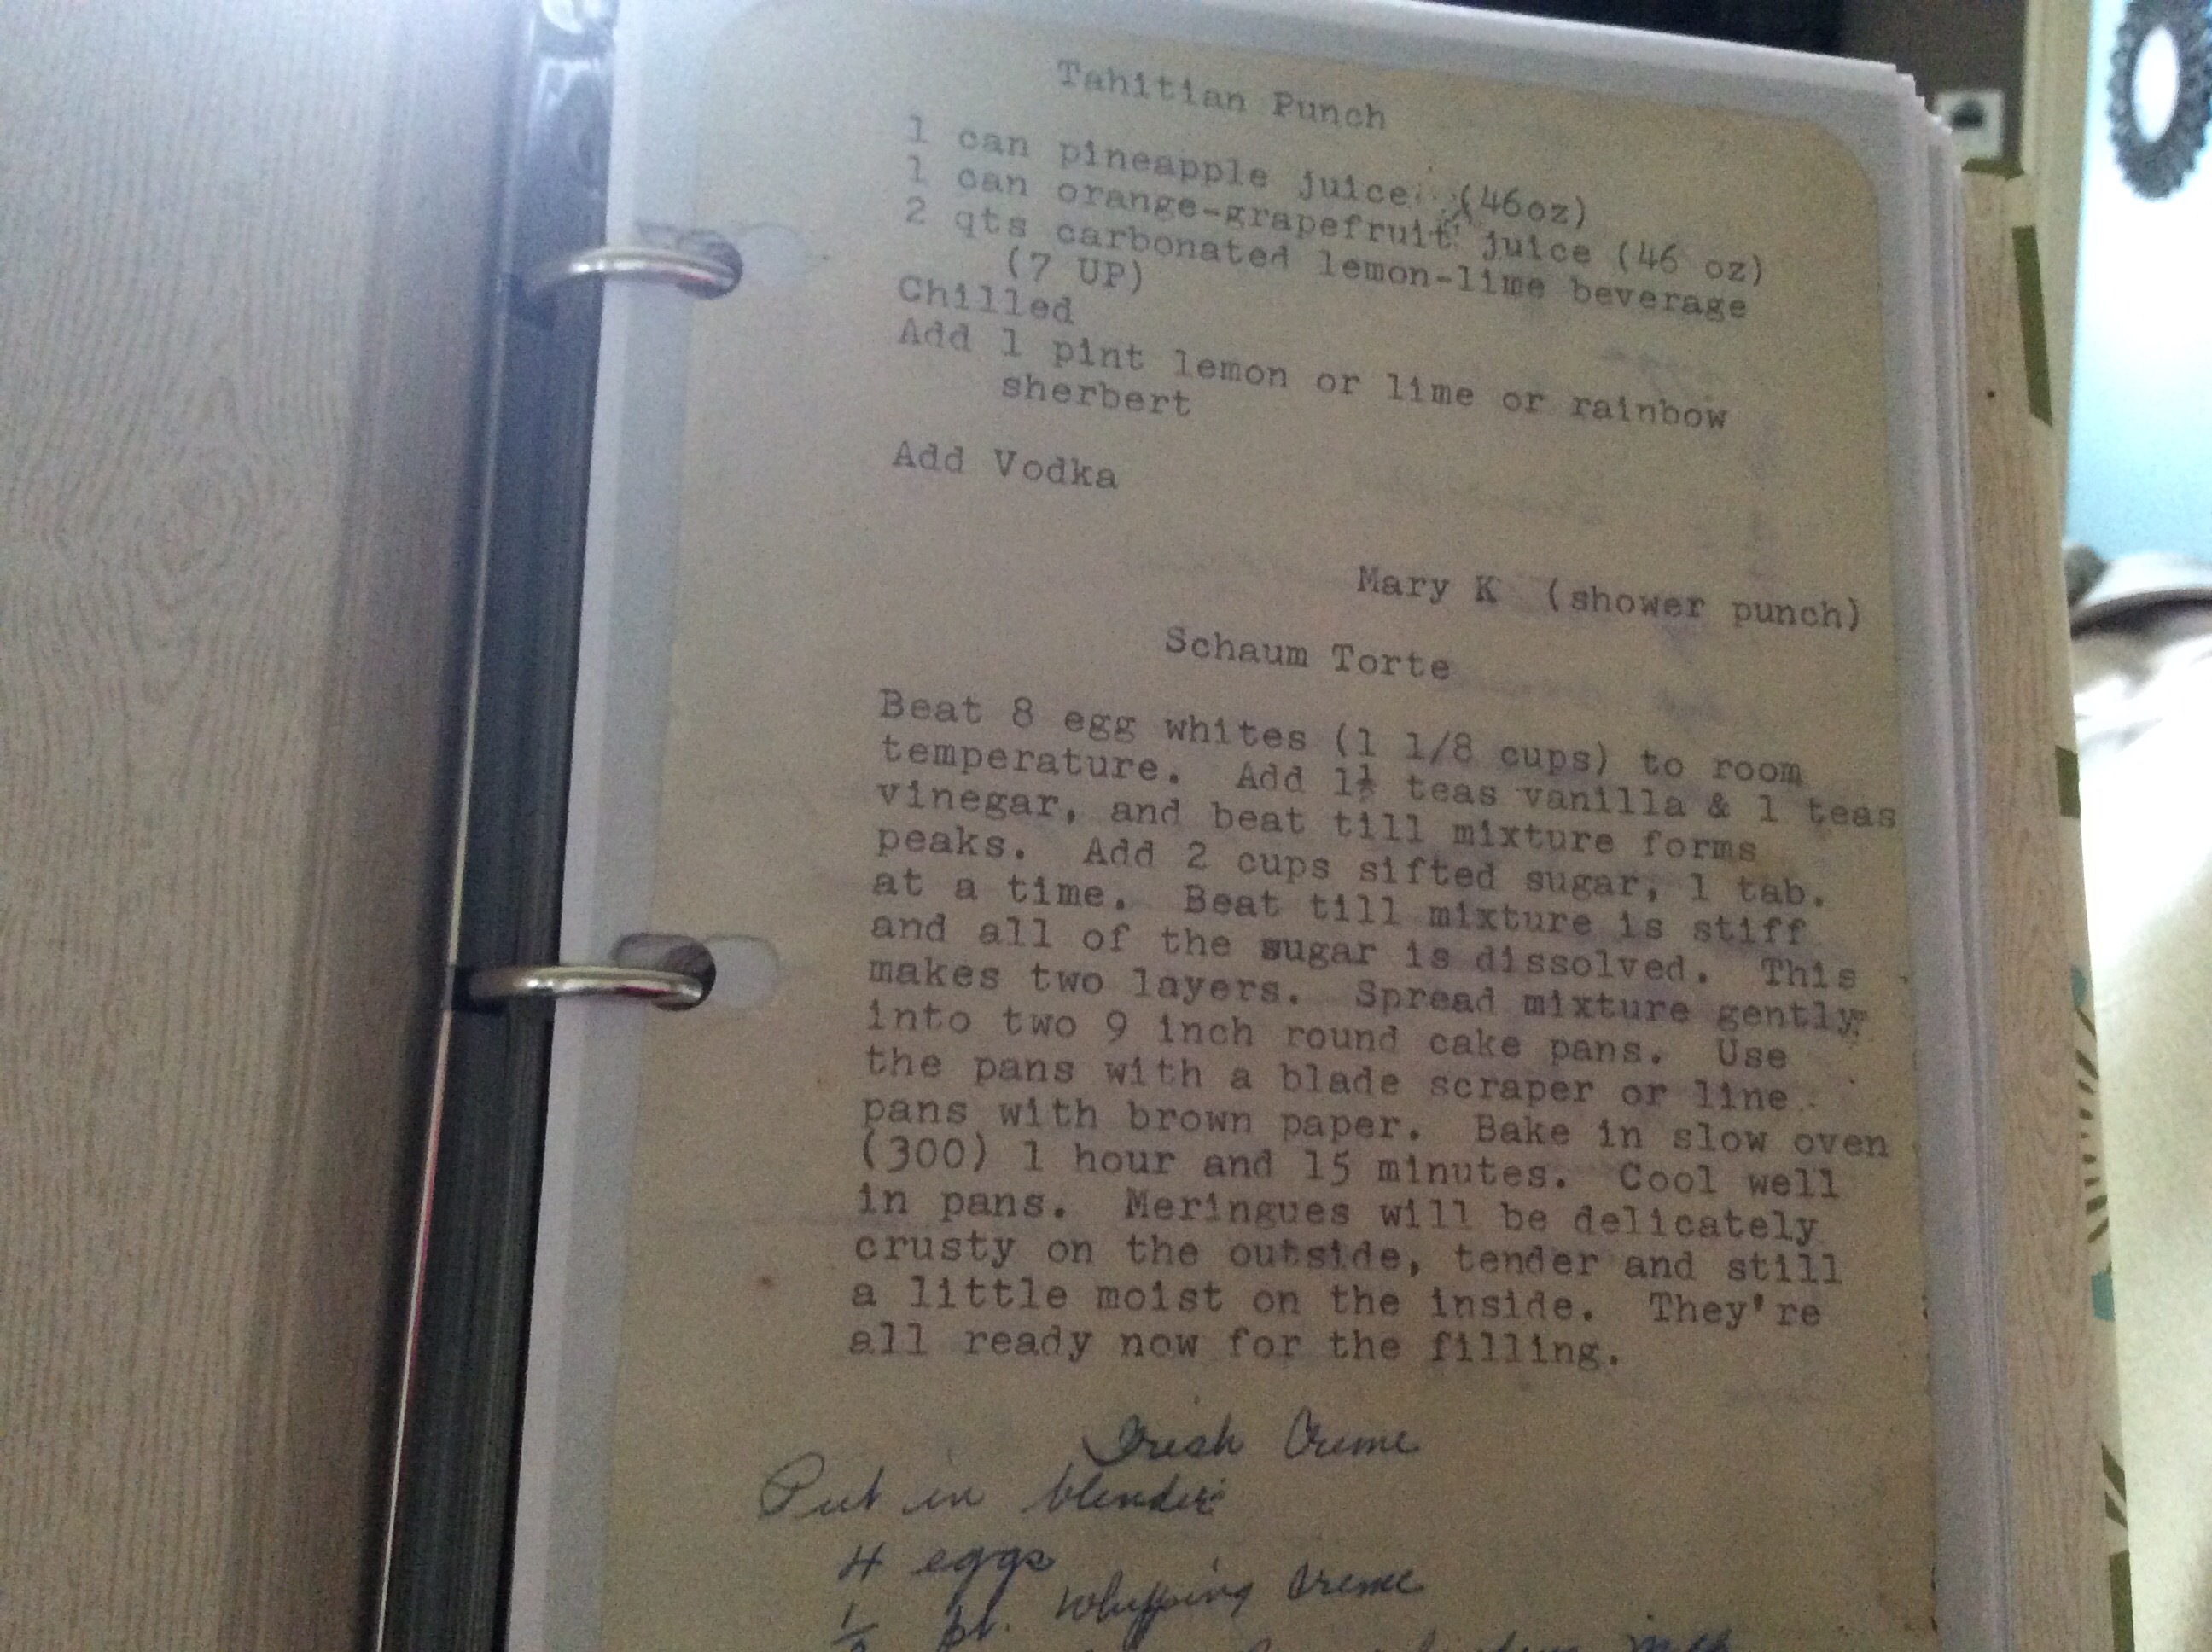 Tahitian Punch
1 can pineapple juice (46oz)
1 can orange-grapefruit juice (46 oz)
2 qts carbonated lemon-lime beverage
(7 UP)
Chilled
Add 1 pint lemon or lime or rainbow
sherbert
Add Vodka
Mary K (shower punch)
Schaum Torte
Beat 8 egg whites (1 1/8 cups) to room
temperature. Add 1½ teas vanilla & 1 teas
vinegar, and beat till mixture forms
peaks. Add 2 cups sifted sugar, 1 tab.
at a time. Beat till mixture is stiff
and all of the sugar is dissolved. This
makes two layers. Spread mixture gently
into two 9 inch round cake pans. Use
the pans with a blade scraper or line
pans with brown paper. Bake in slow oven
(300) 1 hour and 15 minutes. Cool well
in pans. Meringues will be delicately
crusty on the outside, tender and still
a little moist on the inside. They're
all ready now for the filling.
Irish Creme
Put in blender
4 eggs
½ pt. Whipping Creme